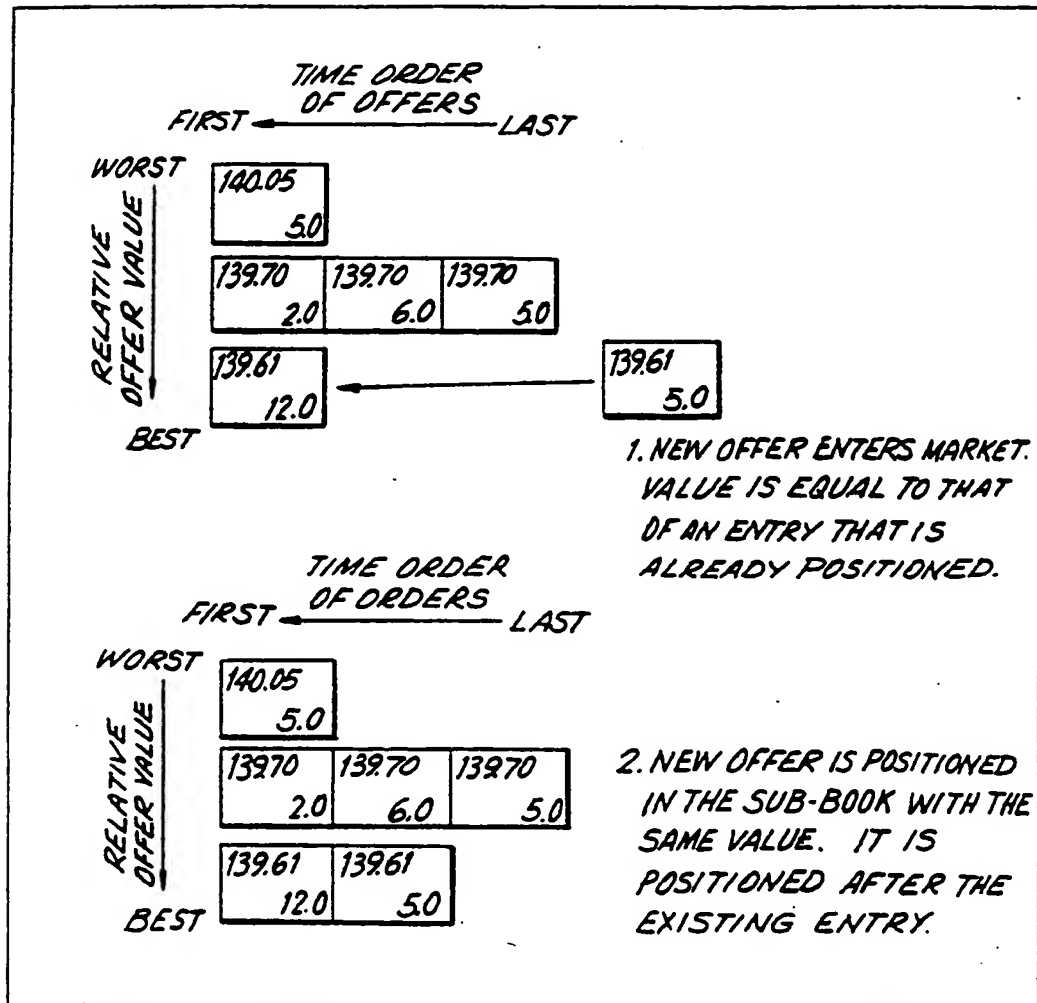 TIME ORDER
OF OFFERS
FIRST LAST
WORST
RELATIVE
OFFER VALUE
BEST
140.05
5.0
139.70 139.70 139.70
2.0 6.0 5.0
139.61 139.61
12.0 5.0
1. NEW OFFER ENTERS MARKET.
VALUE IS EQUAL TO THAT
OF AN ENTRY THAT IS
ALREADY POSITIONED.
TIME ORDER
OF ORDERS
FIRST LAST
WORST
RELATIVE
OFFER VALUE
BEST
140.05
5.0
139.70 139.70 139.70
2.0 6.0 5.0
139.61 139.61
12.0 5.0
2. NEW OFFER IS POSITIONED
IN THE SUB-BOOK WITH THE
SAME VALUE. IT IS
POSITIONED AFTER THE
EXISTING ENTRY.